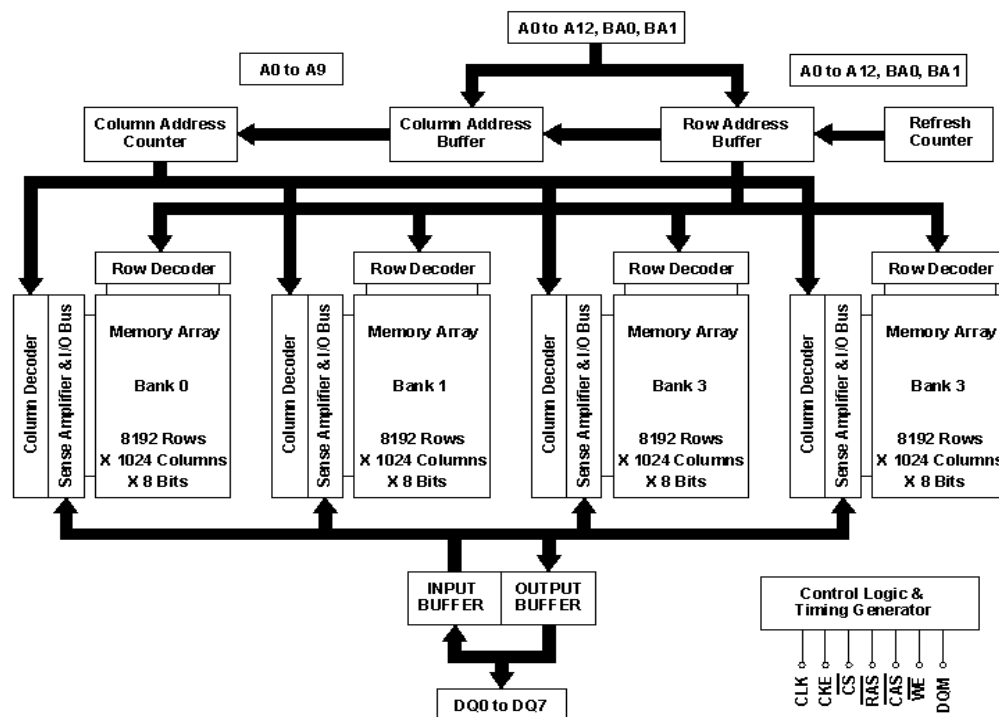 A0 to A12, BA0, BA1
A0 to A9
A0 to A12, BA0, BA1
Column Address
Counter
Column Address
Buffer
Row Address
Buffer
Refresh
Counter
Row Decoder
Row Decoder
Row Decoder
Row Decoder
Column Decoder
Sense Amplifier & I/O Bus
Memory Array
Bank 0
8192 Rows
X 1024 Columns
X 8 Bits
Column Decoder
Sense Amplifier & I/O Bus
Memory Array
Bank 1
8192 Rows
X 1024 Columns
X 8 Bits
Column Decoder
Sense Amplifier & I/O Bus
Memory Array
Bank 3
8192 Rows
X 1024 Columns
X 8 Bits
Column Decoder
Sense Amplifier & I/O Bus
Memory Array
Bank 3
8192 Rows
X 1024 Columns
X 8 Bits
INPUT
BUFFER
OUTPUT
BUFFER
DQ0 to DQ7
Control Logic &
Timing Generator
CLK
CKE
C̅S̅
R̅A̅S̅
C̅A̅S̅
W̅E̅
DQM